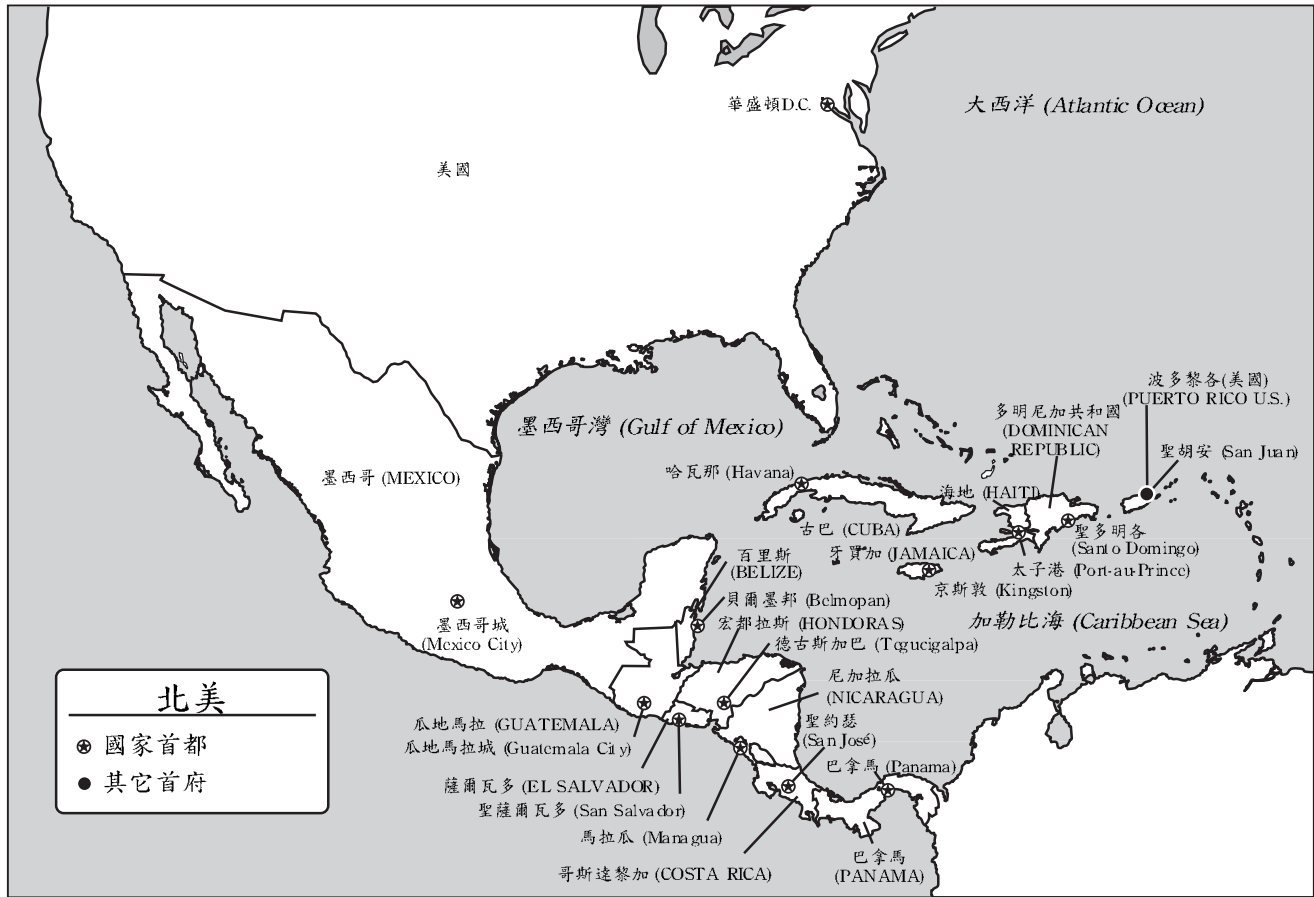 華盛頓D.C.
大西洋 (Atlantic Ocean)
美國
波多黎各(美國)
(PUERTO RICO U.S.)
多明尼加共和國
(DOMINICAN
REPUBLIC)
墨西哥灣 (Gulf of Mexico)
聖胡安 (San Juan)
哈瓦那 (Havana)
墨西哥 (MEXICO)
海地 (HAITI)
古巴 (CUBA)
聖多明各
(Santo Domingo)
牙買加 (JAMAICA)
百里斯
(BELIZE)
太子港 (Port-au-Prince)
京斯敦 (Kingston)
貝爾墨邦 (Belmopan)
加勒比海 (Caribbean Sea)
宏都拉斯 (HONDORAS)
墨西哥城
(Mexico City)
德古斯加巴 (Tegucigalpa)
尼加拉瓜
(NICARAGUA)
北美
國家首都
其它首府
瓜地馬拉 (GUATEMALA)
瓜地馬拉城 (Guatemala City)
聖約瑟
(San José)
巴拿馬 (Panama)
薩爾瓦多 (EL SALVADOR)
聖薩爾瓦多 (San Salvador)
馬拉瓜 (Managua)
哥斯達黎加 (COSTA RICA)
巴拿馬
(PANAMA)